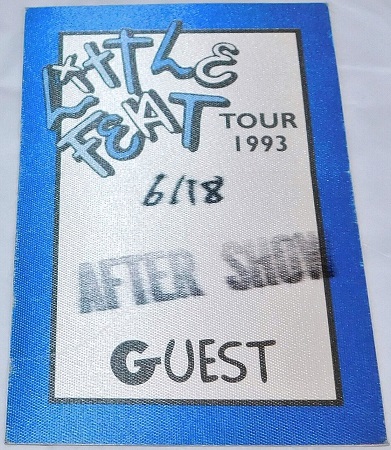 LITTLE
FEAT
TOUR
1993
6/18
AFTER SHOW
GUEST